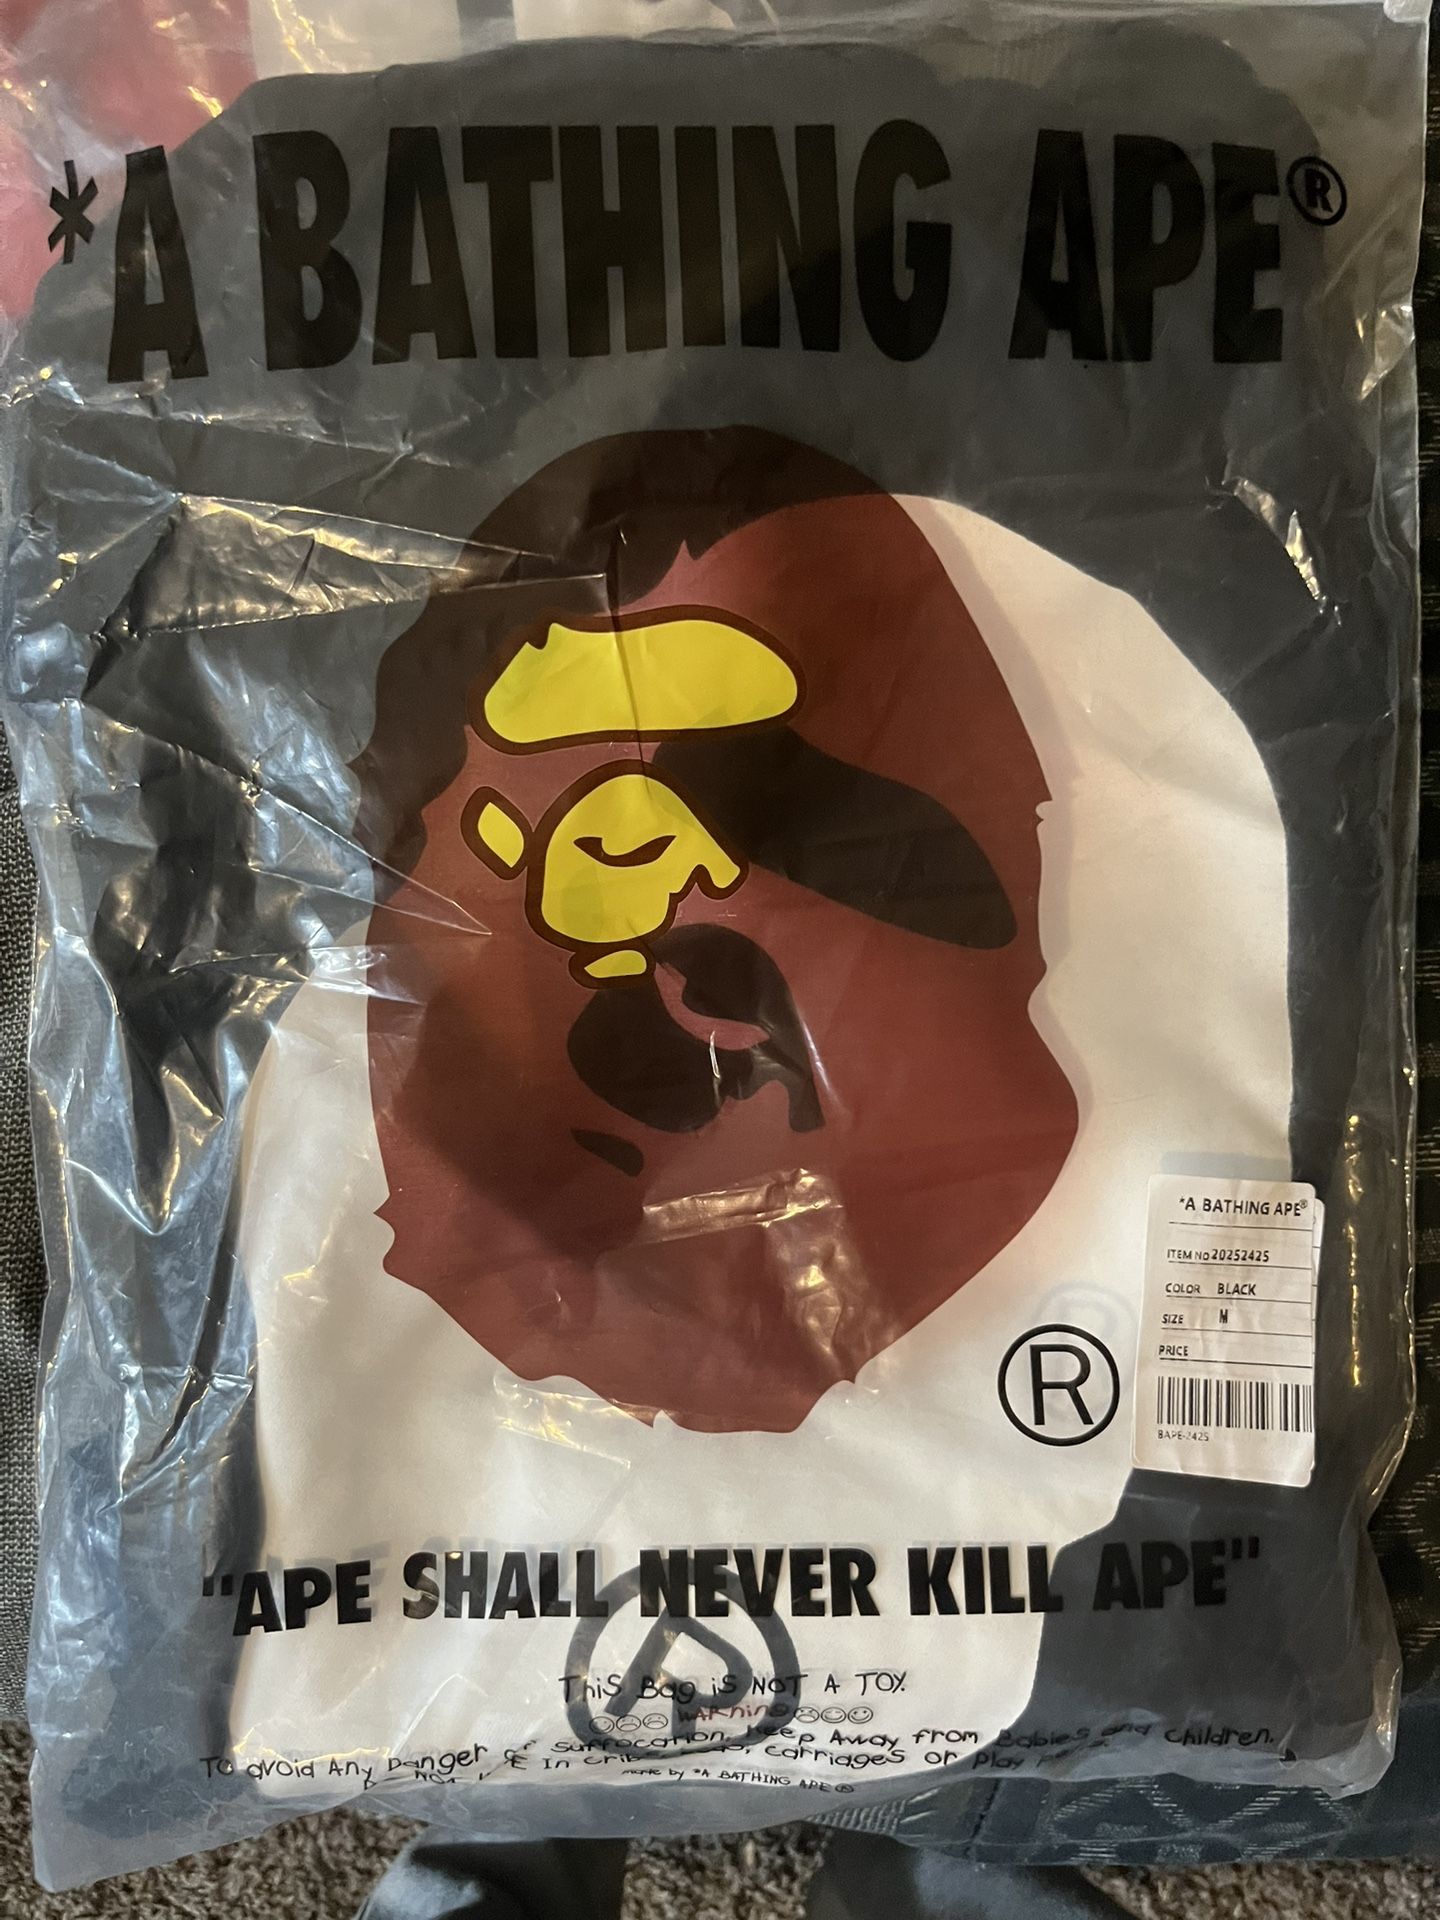 *A BATHING APE®
*A BATHING APE®
ITEM NO 20252425
COLOR BLACK
SIZE M
PRICE
BAPE-2425
®
"APE SHALL NEVER KILL APE"
This Bag is NOT A TOY.
WARNING
To avoid Any Danger of suffocation, keep Away from Babies and children.
In carriages or play
made by *A BATHING APE®